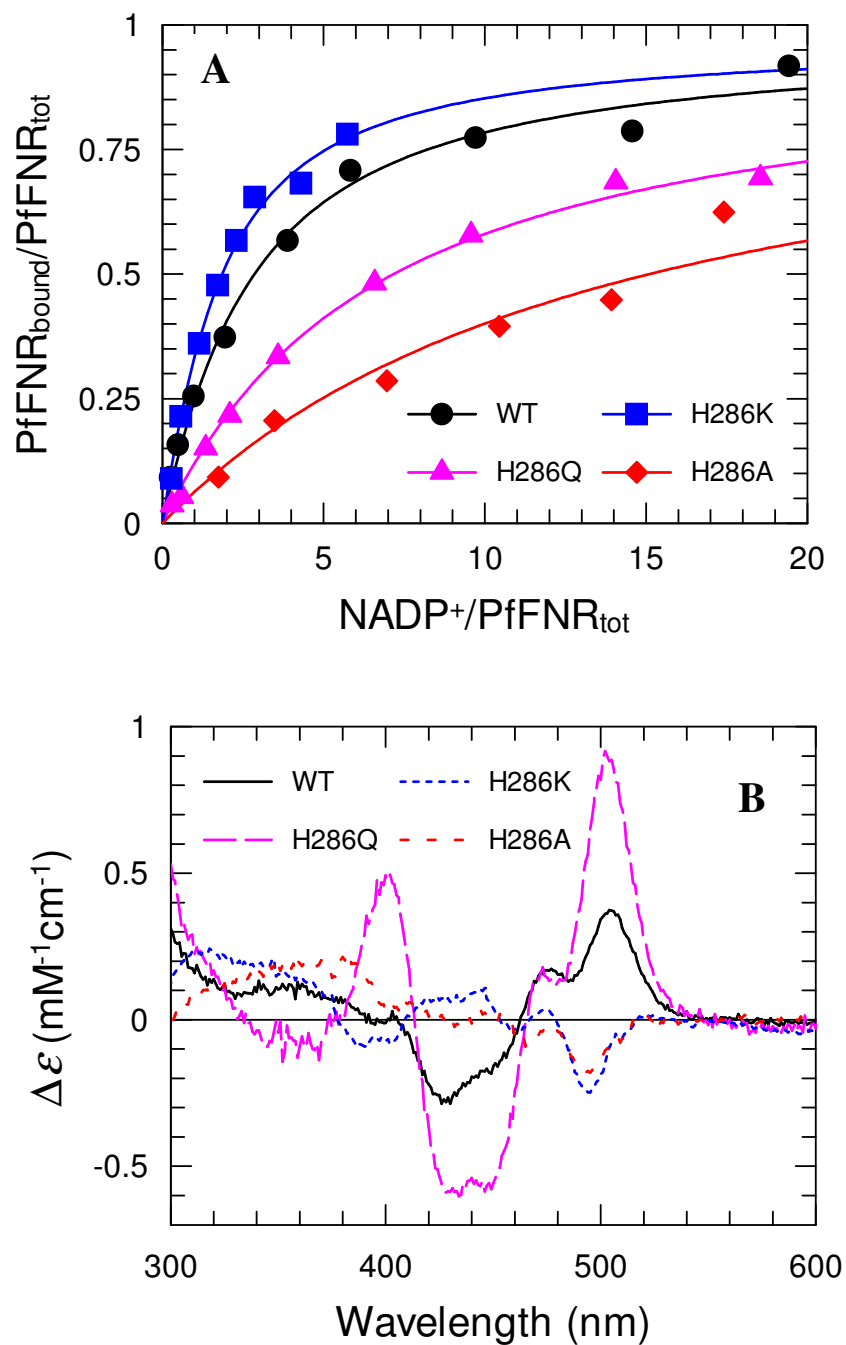 1
A
0.75
0.5
0.25
0
PfFNRbound/PfFNRtot
WT
H286K
H286Q
H286A
0 5 10 15 20
NADP+/PfFNRtot
1
0.5
0
-0.5
Δε (mM-1cm-1)
WT
H286K
B
H286Q
H286A
300 400 500 600
Wavelength (nm)